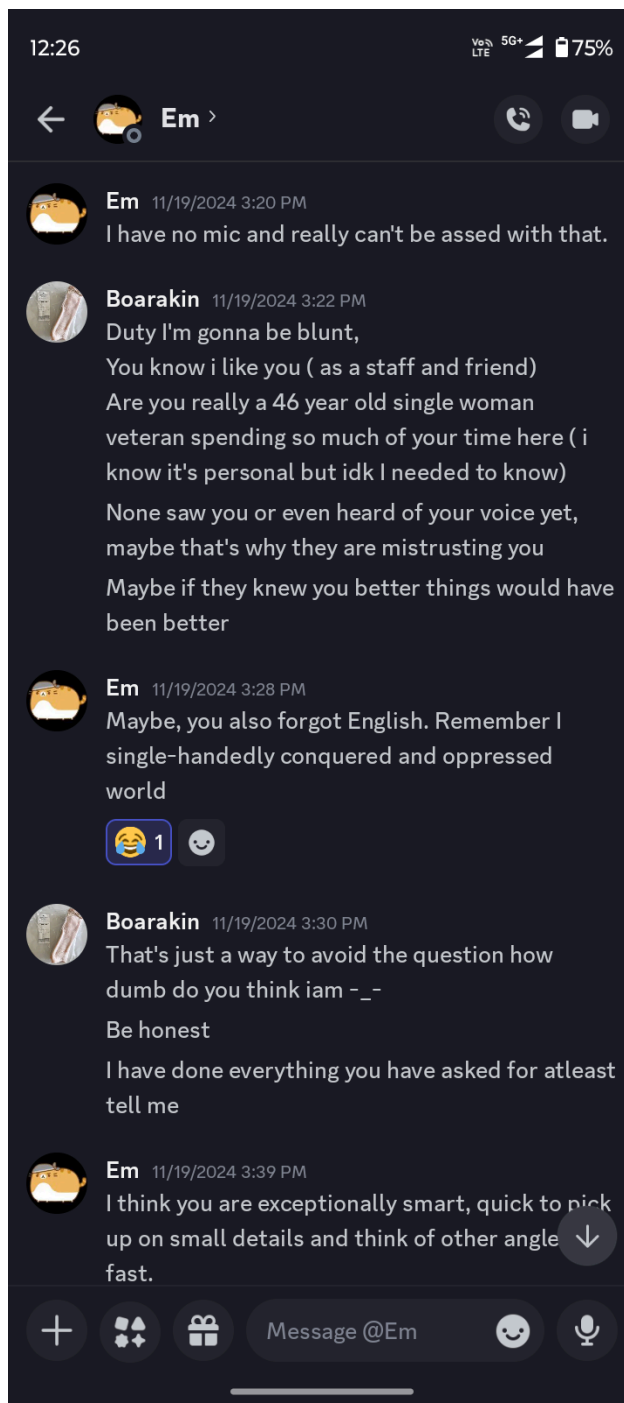 12:26
Vo LTE 5G+ 75%
Em
Em 11/19/2024 3:20 PM
I have no mic and really can't be assed with that.
Boarakin 11/19/2024 3:22 PM
Duty I'm gonna be blunt,
You know i like you ( as a staff and friend)
Are you really a 46 year old single woman
veteran spending so much of your time here ( i
know it's personal but idk I needed to know)
None saw you or even heard of your voice yet,
maybe that's why they are mistrusting you
Maybe if they knew you better things would have
been better
Em 11/19/2024 3:28 PM
Maybe, you also forgot English. Remember I
single-handedly conquered and oppressed
world
😂 1
Boarakin 11/19/2024 3:30 PM
That's just a way to avoid the question how
dumb do you think iam -_-
Be honest
I have done everything you have asked for atleast
tell me
Em 11/19/2024 3:39 PM
I think you are exceptionally smart, quick to pick
up on small details and think of other angle
fast.
Message @Em